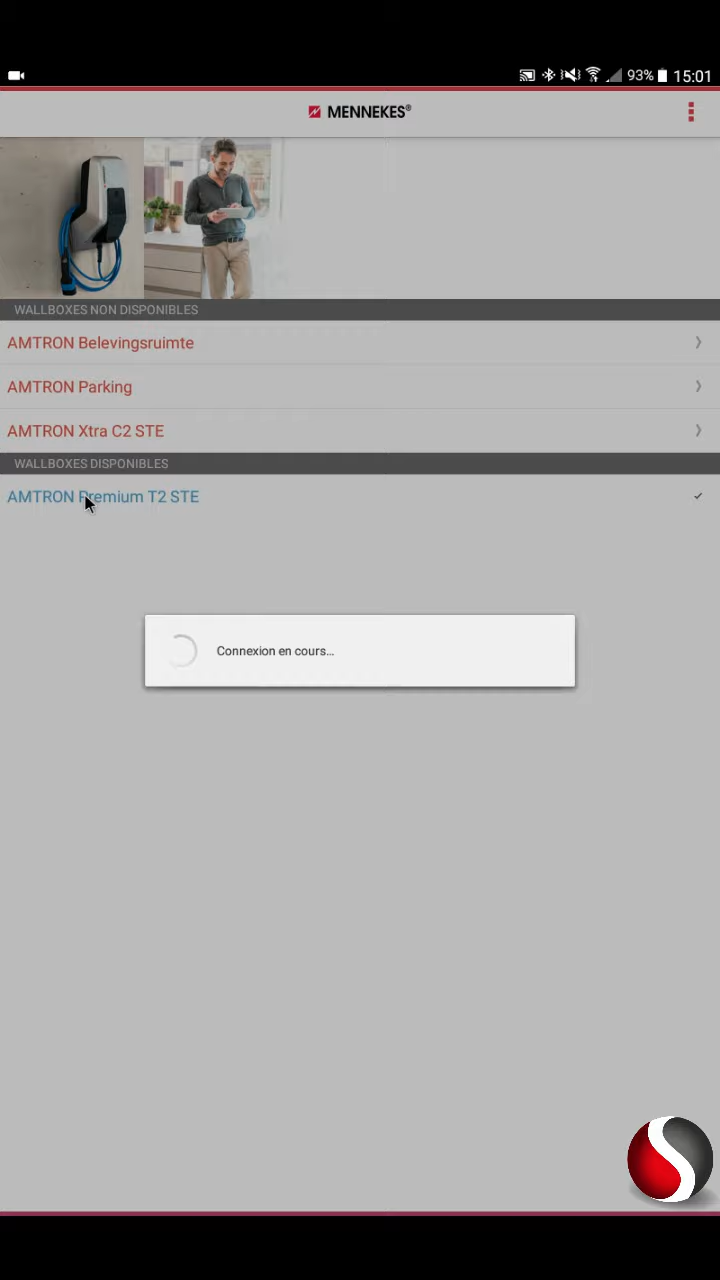 93% 15:01
MENNEKES®
WALLBOXES NON DISPONIBLES
AMTRON Belevingsruimte
AMTRON Parking
AMTRON Xtra C2 STE
WALLBOXES DISPONIBLES
AMTRON Premium T2 STE
Connexion en cours...